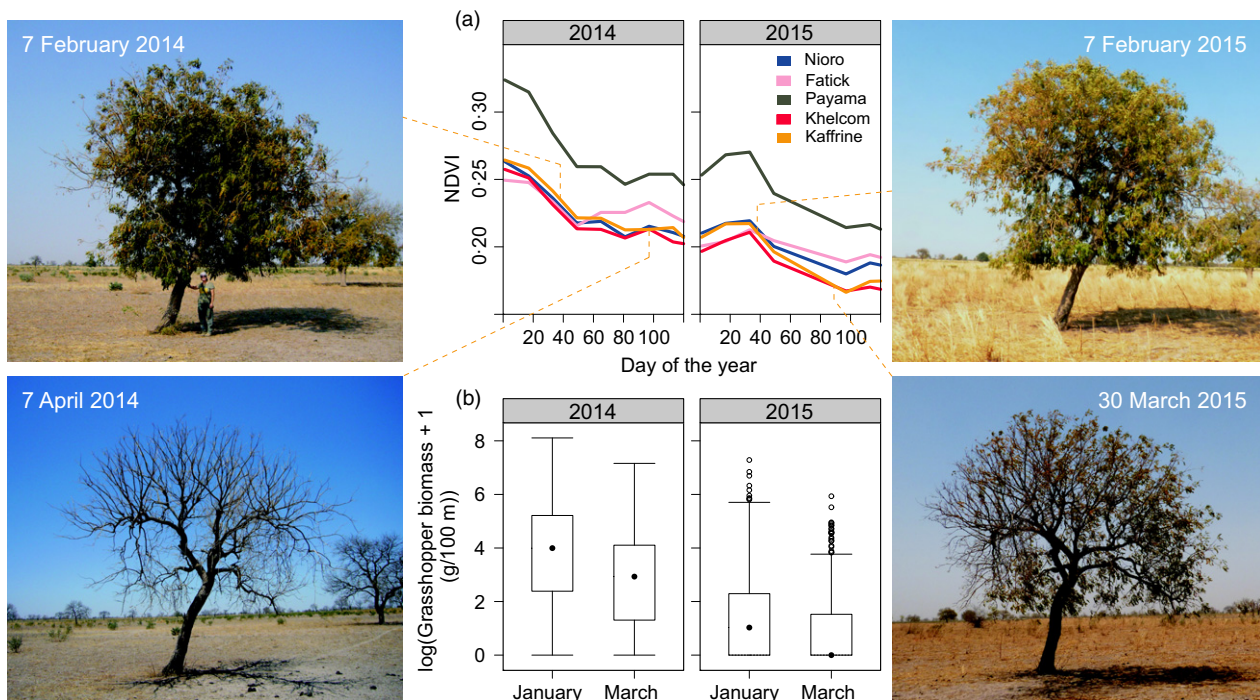 7 February 2014
(a)
2014
2015
7 February 2015
Nioro
Fatick
Payama
Khelcom
Kaffrine
NDVI
0·30
0·25
0·20
20 40 60 80 100
20 40 60 80 100
Day of the year
7 April 2014
(b)
2014
2015
30 March 2015
log(Grasshopper biomass + 1
(g/100 m))
8
6
4
2
0
January March
January March